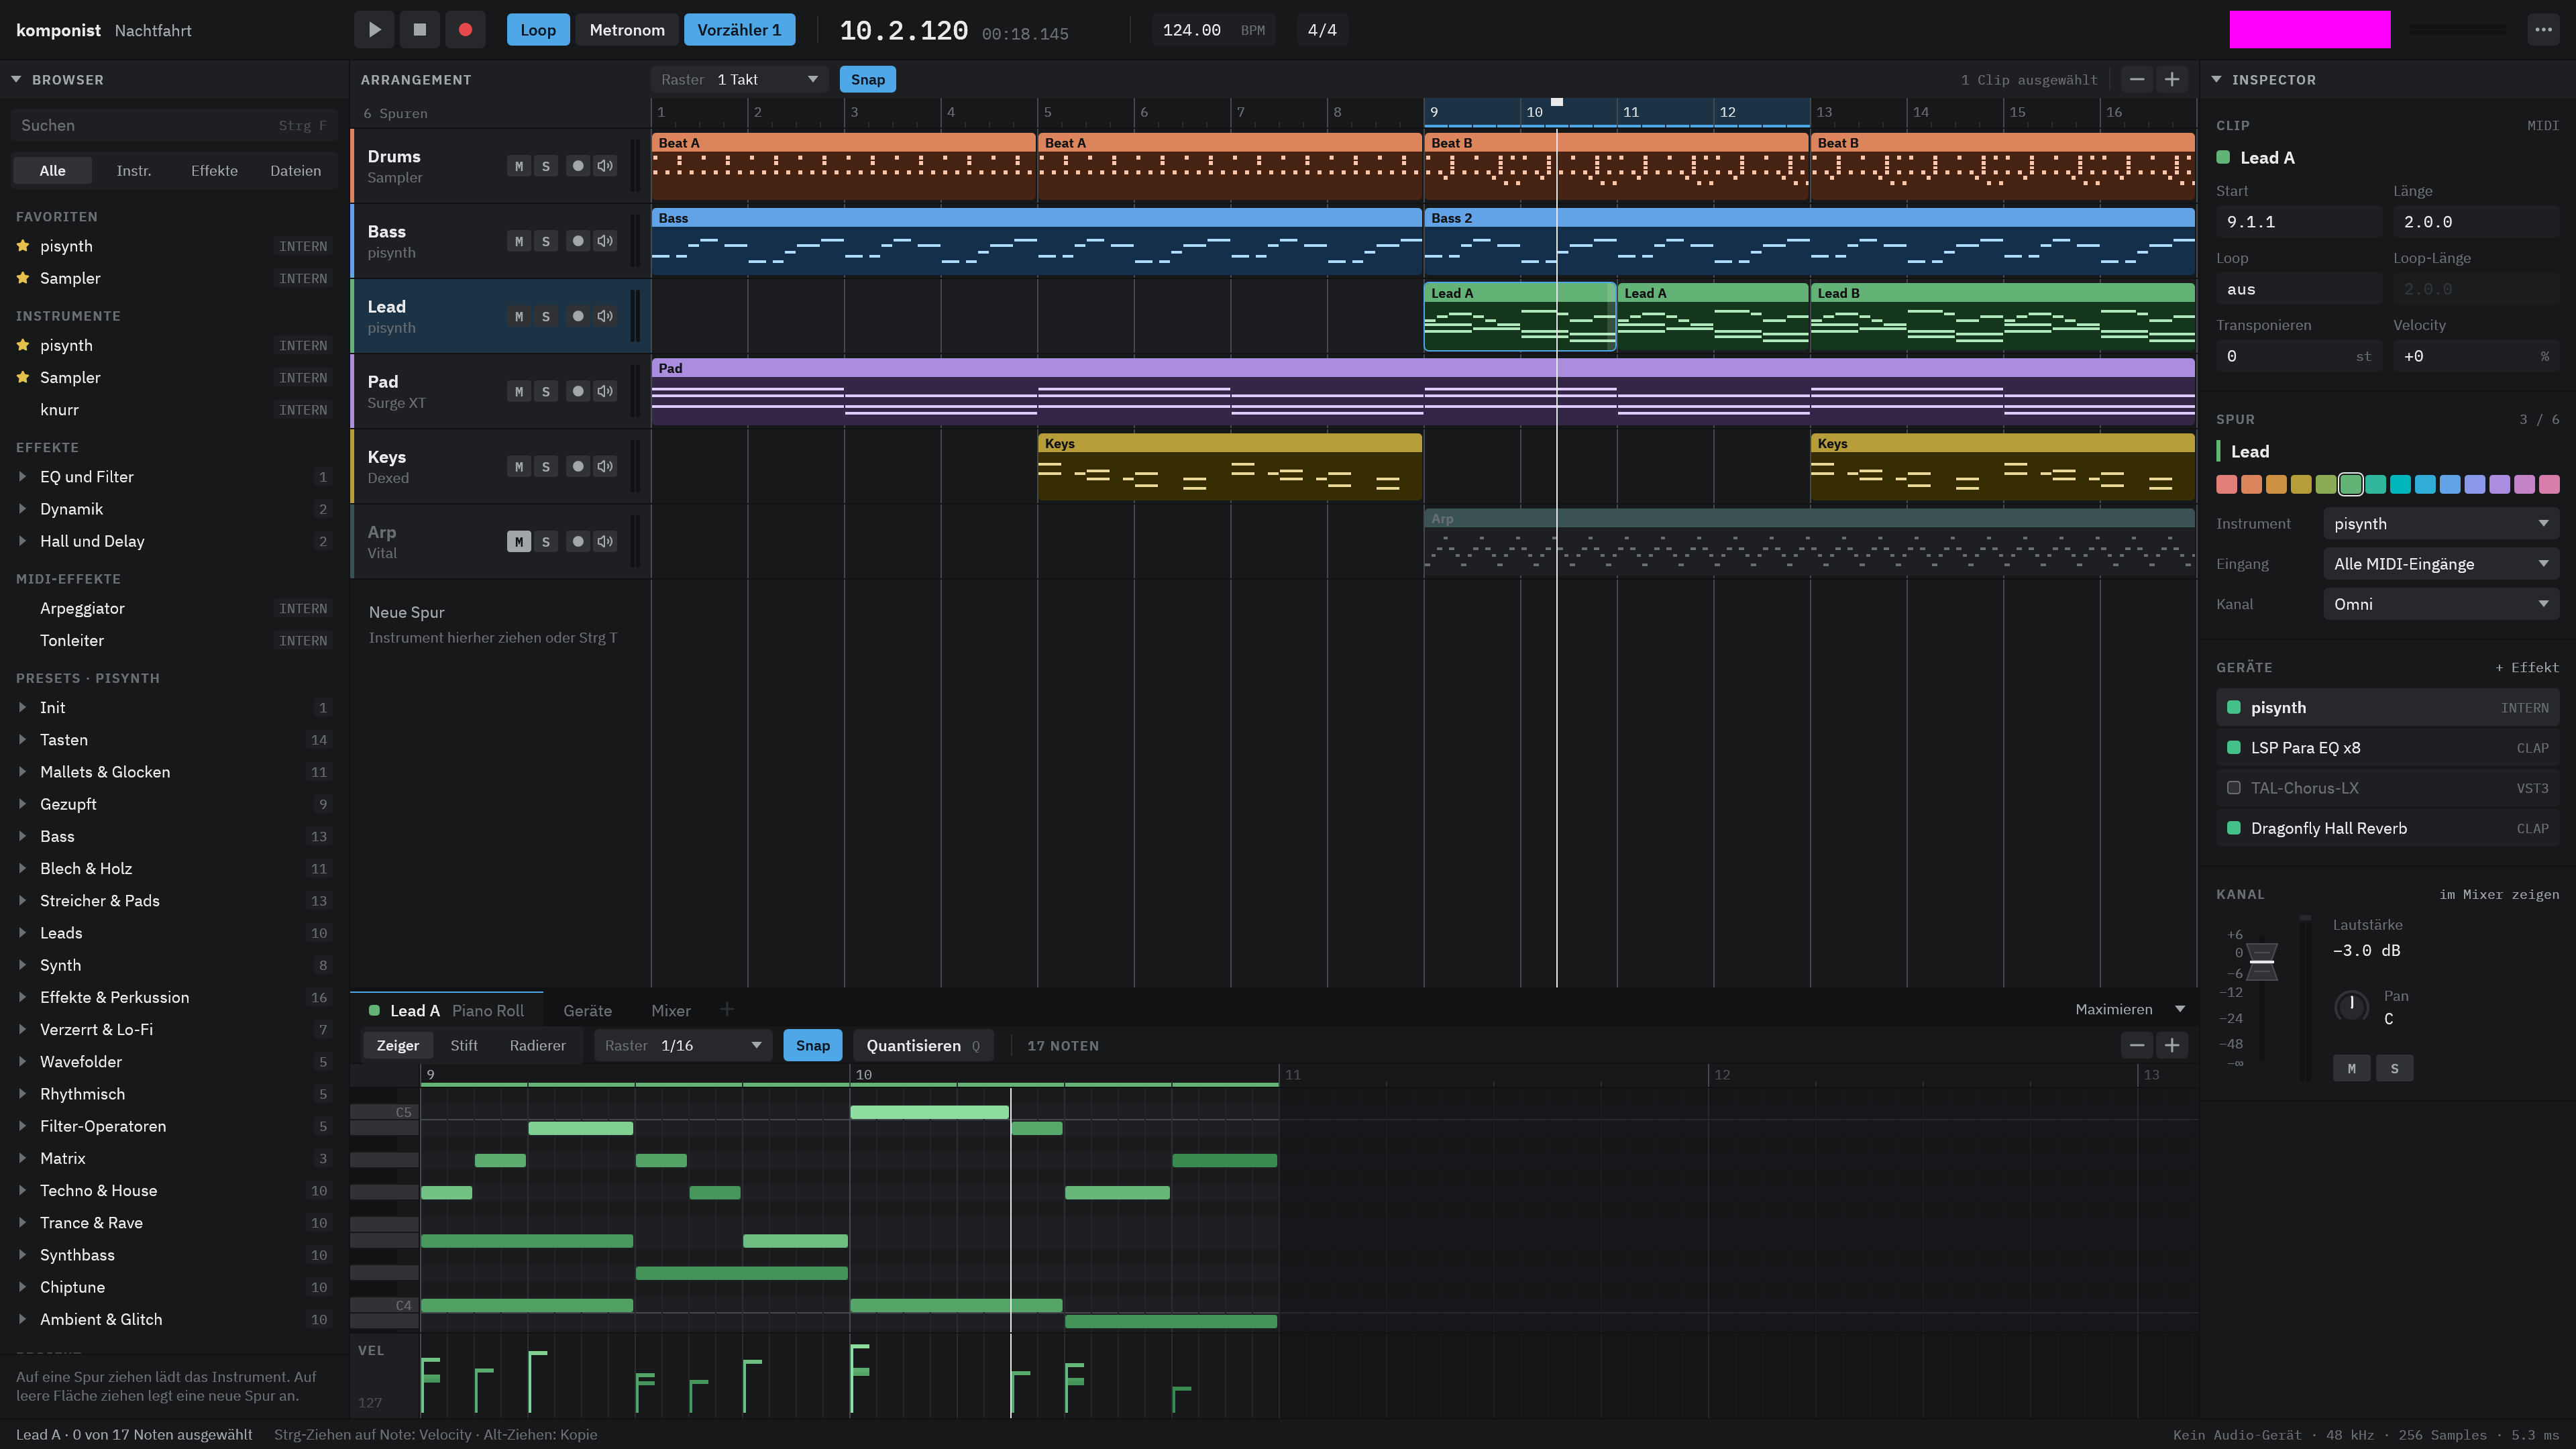 komponist Nachtfahrt
Loop Metronom Vorzähler 1 10.2.120 00:18.145 124.00 BPM 4/4
BROWSER
Suchen Strg F
Alle Instr. Effekte Dateien
FAVORITEN
pisynth INTERN
Sampler INTERN
INSTRUMENTE
pisynth INTERN
Sampler INTERN
knurr INTERN
EFFEKTE
EQ und Filter 1
Dynamik 2
Hall und Delay 2
MIDI-EFFEKTE
Arpeggiator INTERN
Tonleiter INTERN
PRESETS · PISYNTH
Init 1
Tasten 14
Mallets & Glocken 11
Gezupft 9
Bass 13
Blech & Holz 11
Streicher & Pads 13
Leads 10
Synth 8
Effekte & Perkussion 16
Verzerrt & Lo-Fi 7
Wavefolder 5
Rhythmisch 5
Filter-Operatoren 5
Matrix 3
Techno & House 10
Trance & Rave 10
Synthbass 10
Chiptune 10
Ambient & Glitch 10
Auf eine Spur ziehen lädt das Instrument. Auf
leere Fläche ziehen legt eine neue Spur an.
ARRANGEMENT Raster 1 Takt Snap 1 Clip ausgewählt
6 Spuren 1 2 3 4 5 6 7 8 9 10 11 12 13 14 15 16
Drums M S
Sampler
Beat A Beat A Beat B Beat B
Bass M S
pisynth
Bass Bass 2
Lead M S
pisynth
Lead A Lead A Lead B
Pad M S
Surge XT
Pad
Keys M S
Dexed
Keys Keys
Arp M S
Vital
Arp
Neue Spur
Instrument hierher ziehen oder Strg T
Lead A Piano Roll Geräte Mixer Maximieren
Zeiger Stift Radierer Raster 1/16 Snap Quantisieren Q 17 NOTEN
9 10 11 12 13
C5
C4
VEL
127
INSPECTOR
CLIP MIDI
Lead A
Start Länge
9.1.1 2.0.0
Loop Loop-Länge
aus 2.0.0
Transponieren Velocity
0 st +0 %
SPUR 3 / 6
Lead
Instrument pisynth
Eingang Alle MIDI-Eingänge
Kanal Omni
GERÄTE + Effekt
pisynth INTERN
LSP Para EQ x8 CLAP
TAL-Chorus-LX VST3
Dragonfly Hall Reverb CLAP
KANAL im Mixer zeigen
Lautstärke
−3.0 dB
+6
0
−6
−12
−24
−48
−∞
Pan
C
M S
Lead A · 0 von 17 Noten ausgewählt Strg-Ziehen auf Note: Velocity · Alt-Ziehen: Kopie
Kein Audio-Gerät · 48 kHz · 256 Samples · 5.3 ms